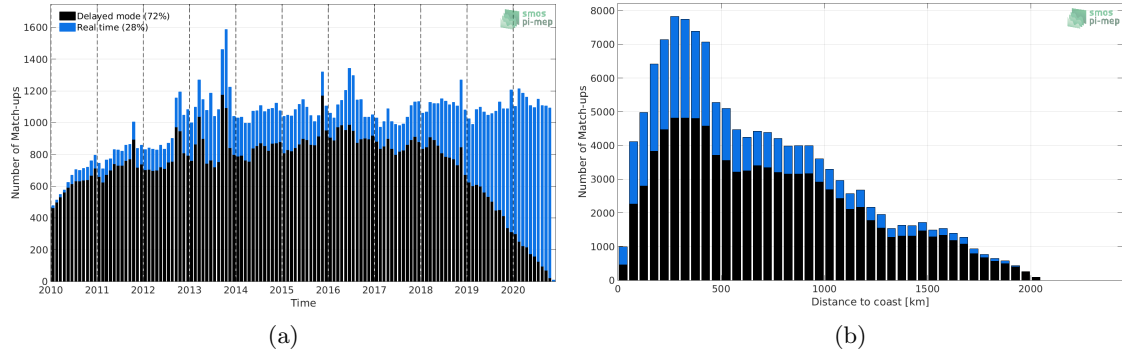 Delayed mode (72%)
Real time (28%)
smos
pi-mep
Number of Match-ups
1600
1400
1200
1000
800
600
400
200
0
2010 2011 2012 2013 2014 2015 2016 2017 2018 2019 2020
Time
(a)
smos
pi-mep
Number of Match-ups
8000
7000
6000
5000
4000
3000
2000
1000
0
0 500 1000 1500 2000
Distance to coast [km]
(b)